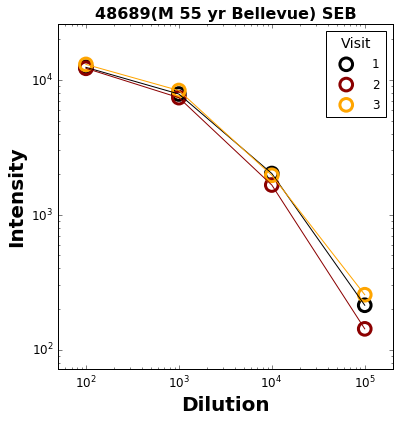 48689(M 55 yr Bellevue) SEB
Visit
1
2
3
10⁴
10³
10²
Intensity
10² 10³ 10⁴ 10⁵
Dilution